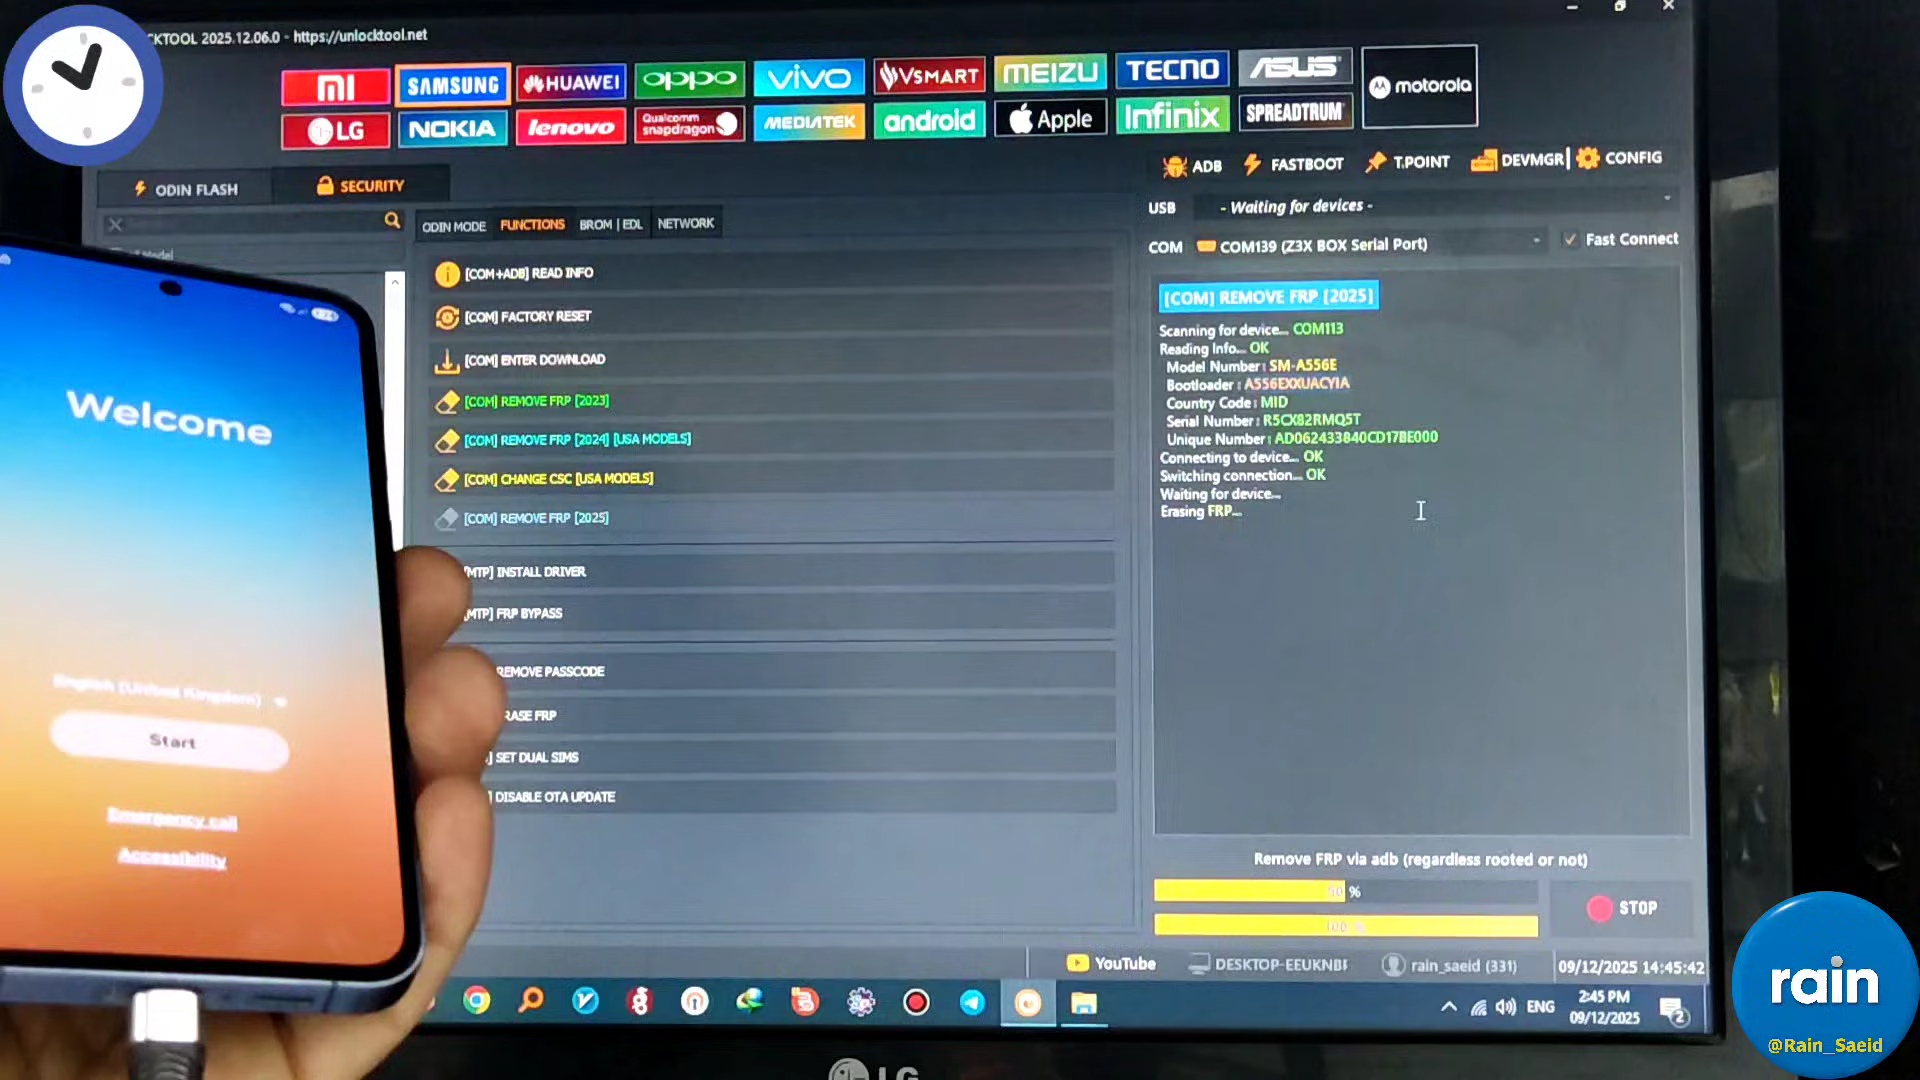 CKTOOL 2025.12.06.0 - https://unlocktool.net
MI
SAMSUNG
HUAWEI
oppo
vivo
VSMART
MEIZU
TECNO
ASUS
motorola
LG
NOKIA
lenovo
Qualcomm
snapdragon
MEDIATEK
android
Apple
Infinix
SPREADTRUM
ADB
FASTBOOT
T.POINT
DEVMGR
CONFIG
ODIN FLASH
SECURITY
ODIN MODE
FUNCTIONS
BROM | EDL
NETWORK
USB
- Waiting for devices -
COM
COM139 (Z3X BOX Serial Port)
Fast Connect
Model
[COM+ADB] READ INFO
[COM] FACTORY RESET
[COM] ENTER DOWNLOAD
[COM] REMOVE FRP [2023]
[COM] REMOVE FRP [2024] [USA MODELS]
[COM] CHANGE CSC [USA MODELS]
[COM] REMOVE FRP [2025]
MTP] INSTALL DRIVER
MTP] FRP BYPASS
REMOVE PASSCODE
RASE FRP
] SET DUAL SIMS
] DISABLE OTA UPDATE
[COM] REMOVE FRP [2025]
Scanning for device... COM113
Reading Info... OK
Model Number : SM-A556E
Bootloader : A556EXXUACYIA
Country Code : MID
Serial Number : R5CX82RMQ5T
Unique Number : AD062433840CD17BE000
Connecting to device... OK
Switching connection... OK
Waiting for device...
Erasing FRP...
Remove FRP via adb (regardless rooted or not)
%
100 %
STOP
YouTube
rain_saeid (331)
09/12/2025 14:45:42
ENG
2:45 PM
09/12/2025
2
LG
Welcome
English (United Kingdom)
Start
Emergency call
Accessibility
rain
@Rain_Saeid